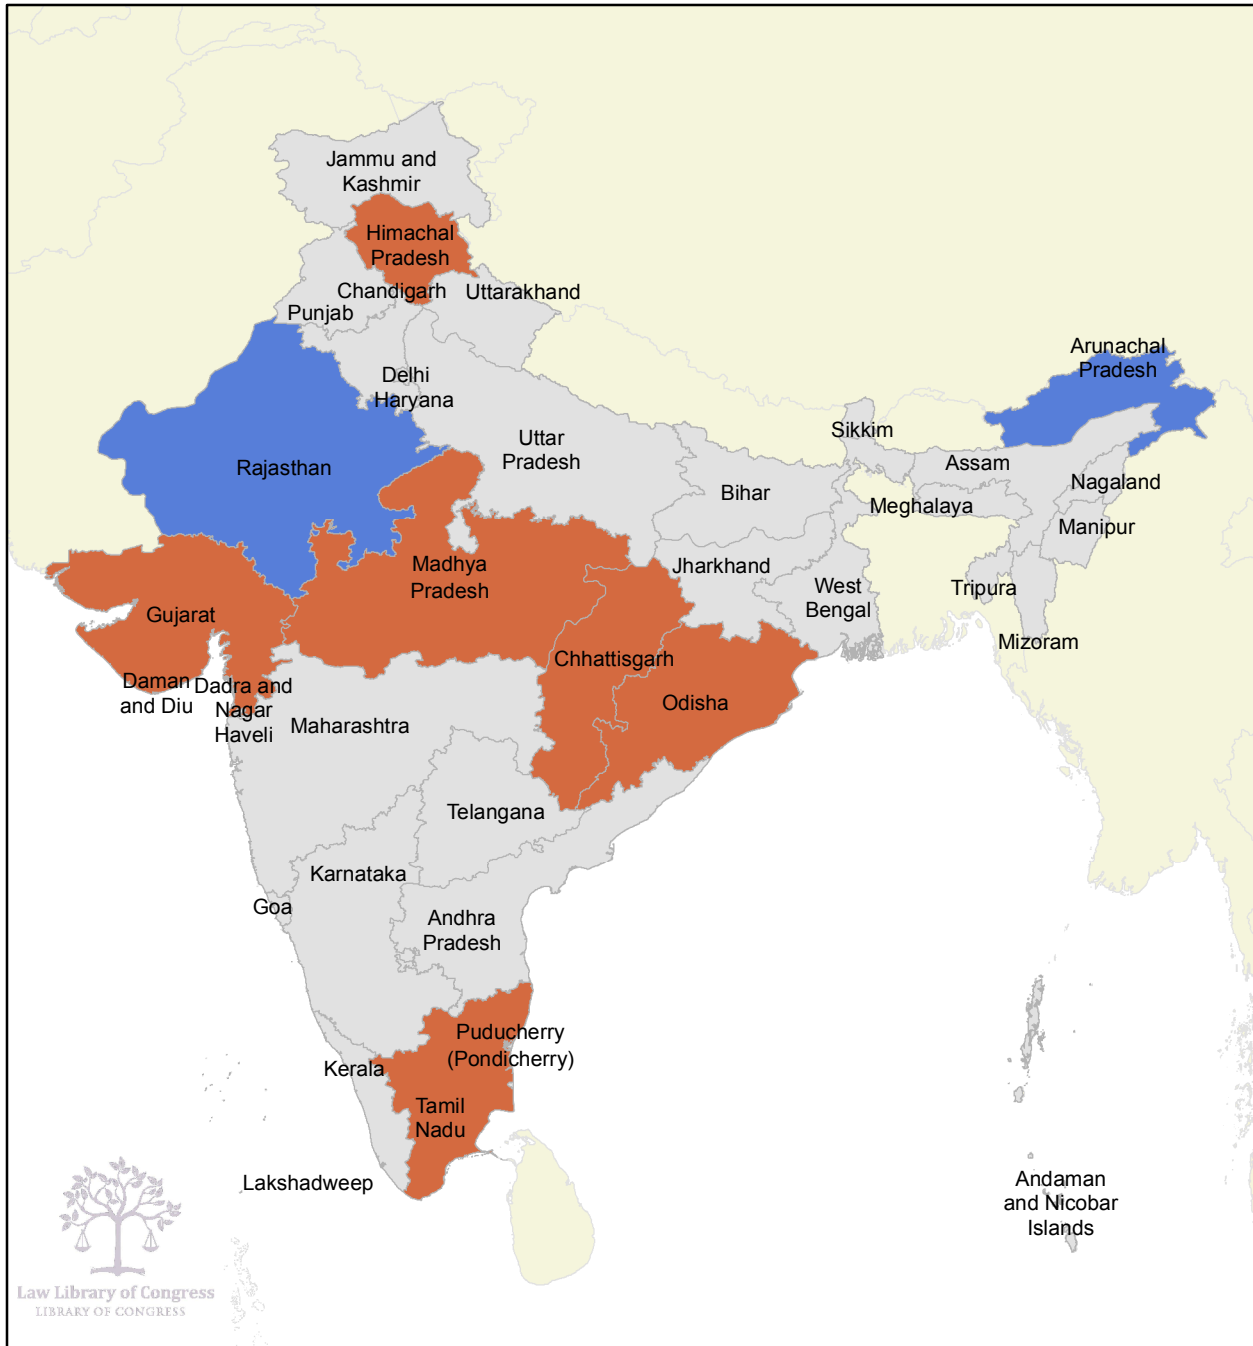 Jammu and
Kashmir
Himachal
Pradesh
Chandigarh
Uttarakhand
Punjab
Delhi
Haryana
Arunachal
Pradesh
Sikkim
Uttar
Pradesh
Rajasthan
Assam
Bihar
Nagaland
Meghalaya
Manipur
Madhya
Pradesh
Jharkhand
West
Bengal
Tripura
Gujarat
Mizoram
Chhattisgarh
Daman
and Diu
Dadra and
Nagar
Haveli
Odisha
Maharashtra
Telangana
Karnataka
Goa
Andhra
Pradesh
Puducherry
(Pondicherry)
Kerala
Tamil
Nadu
Lakshadweep
Andaman
and Nicobar
Islands
Law Library of Congress
LIBRARY OF CONGRESS